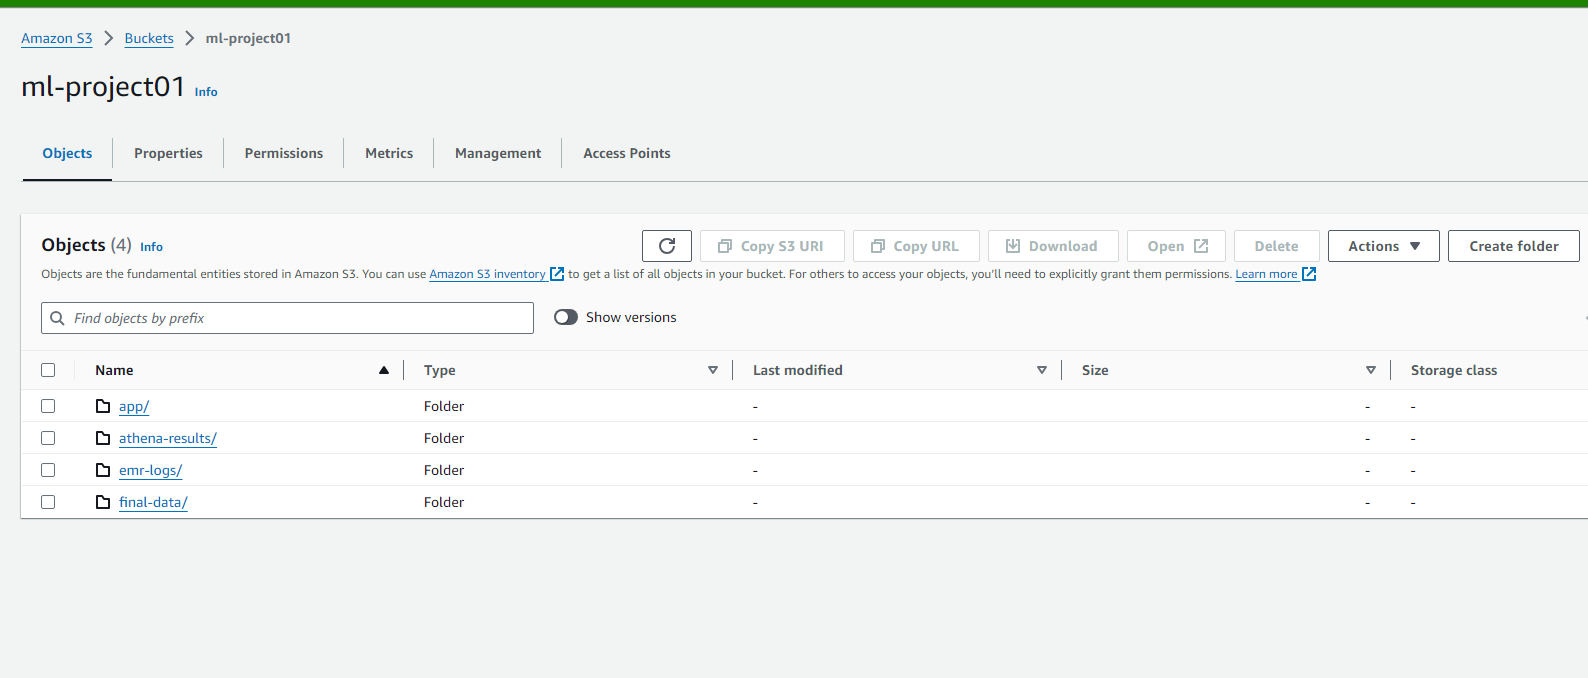 Amazon S3 > Buckets > ml-project01
ml-project01 Info
Objects Properties Permissions Metrics Management Access Points
Objects (4) Info
Copy S3 URI Copy URL Download Open Delete Actions Create folder
Objects are the fundamental entities stored in Amazon S3. You can use Amazon S3 inventory to get a list of all objects in your bucket. For others to access your objects, you'll need to explicitly grant them permissions. Learn more
Find objects by prefix Show versions
Name Type Last modified Size Storage class
app/ Folder - - -
athena-results/ Folder - - -
emr-logs/ Folder - - -
final-data/ Folder - - -